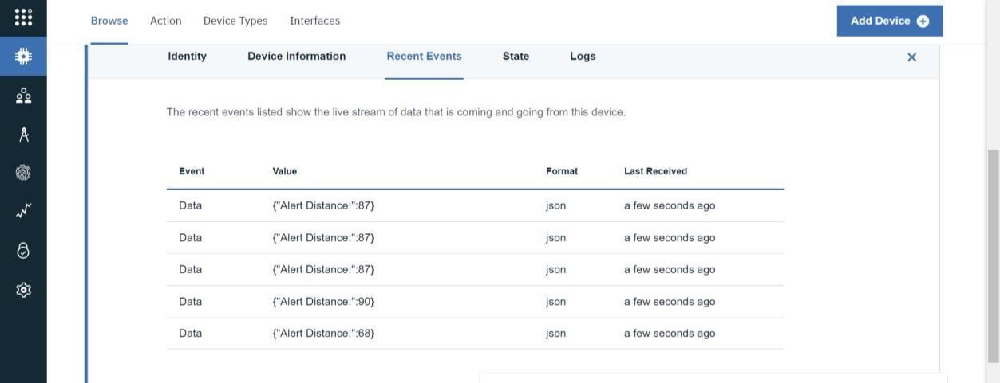 Browse Action Device Types Interfaces Add Device
Identity Device Information Recent Events State Logs
The recent events listed show the live stream of data that is coming and going from this device.
Event Value Format Last Received
Data {"Alert Distance:":87} json a few seconds ago
Data {"Alert Distance:":87} json a few seconds ago
Data {"Alert Distance:":87} json a few seconds ago
Data {"Alert Distance:":90} json a few seconds ago
Data {"Alert Distance:":68} json a few seconds ago